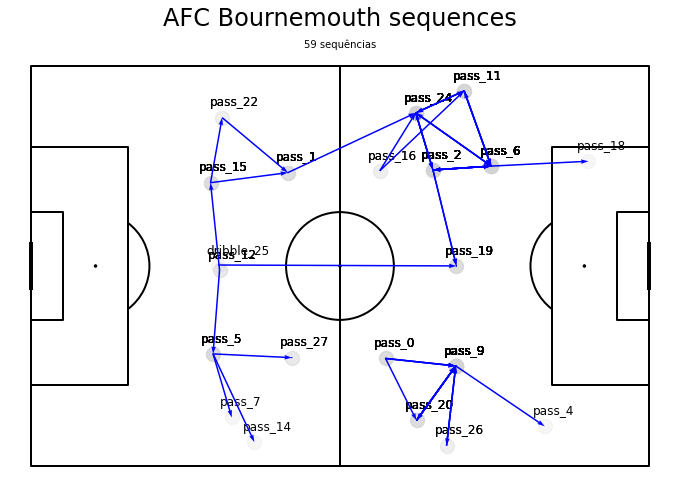 AFC Bournemouth sequences
59 sequências
pass_11
pass_24
pass_22
pass_18
pass_6
pass_2
pass_16
pass_1
pass_15
dribble_25
pass_19
pass_12
pass_5
pass_27
pass_0
pass_9
pass_7
pass_20
pass_4
pass_14
pass_26